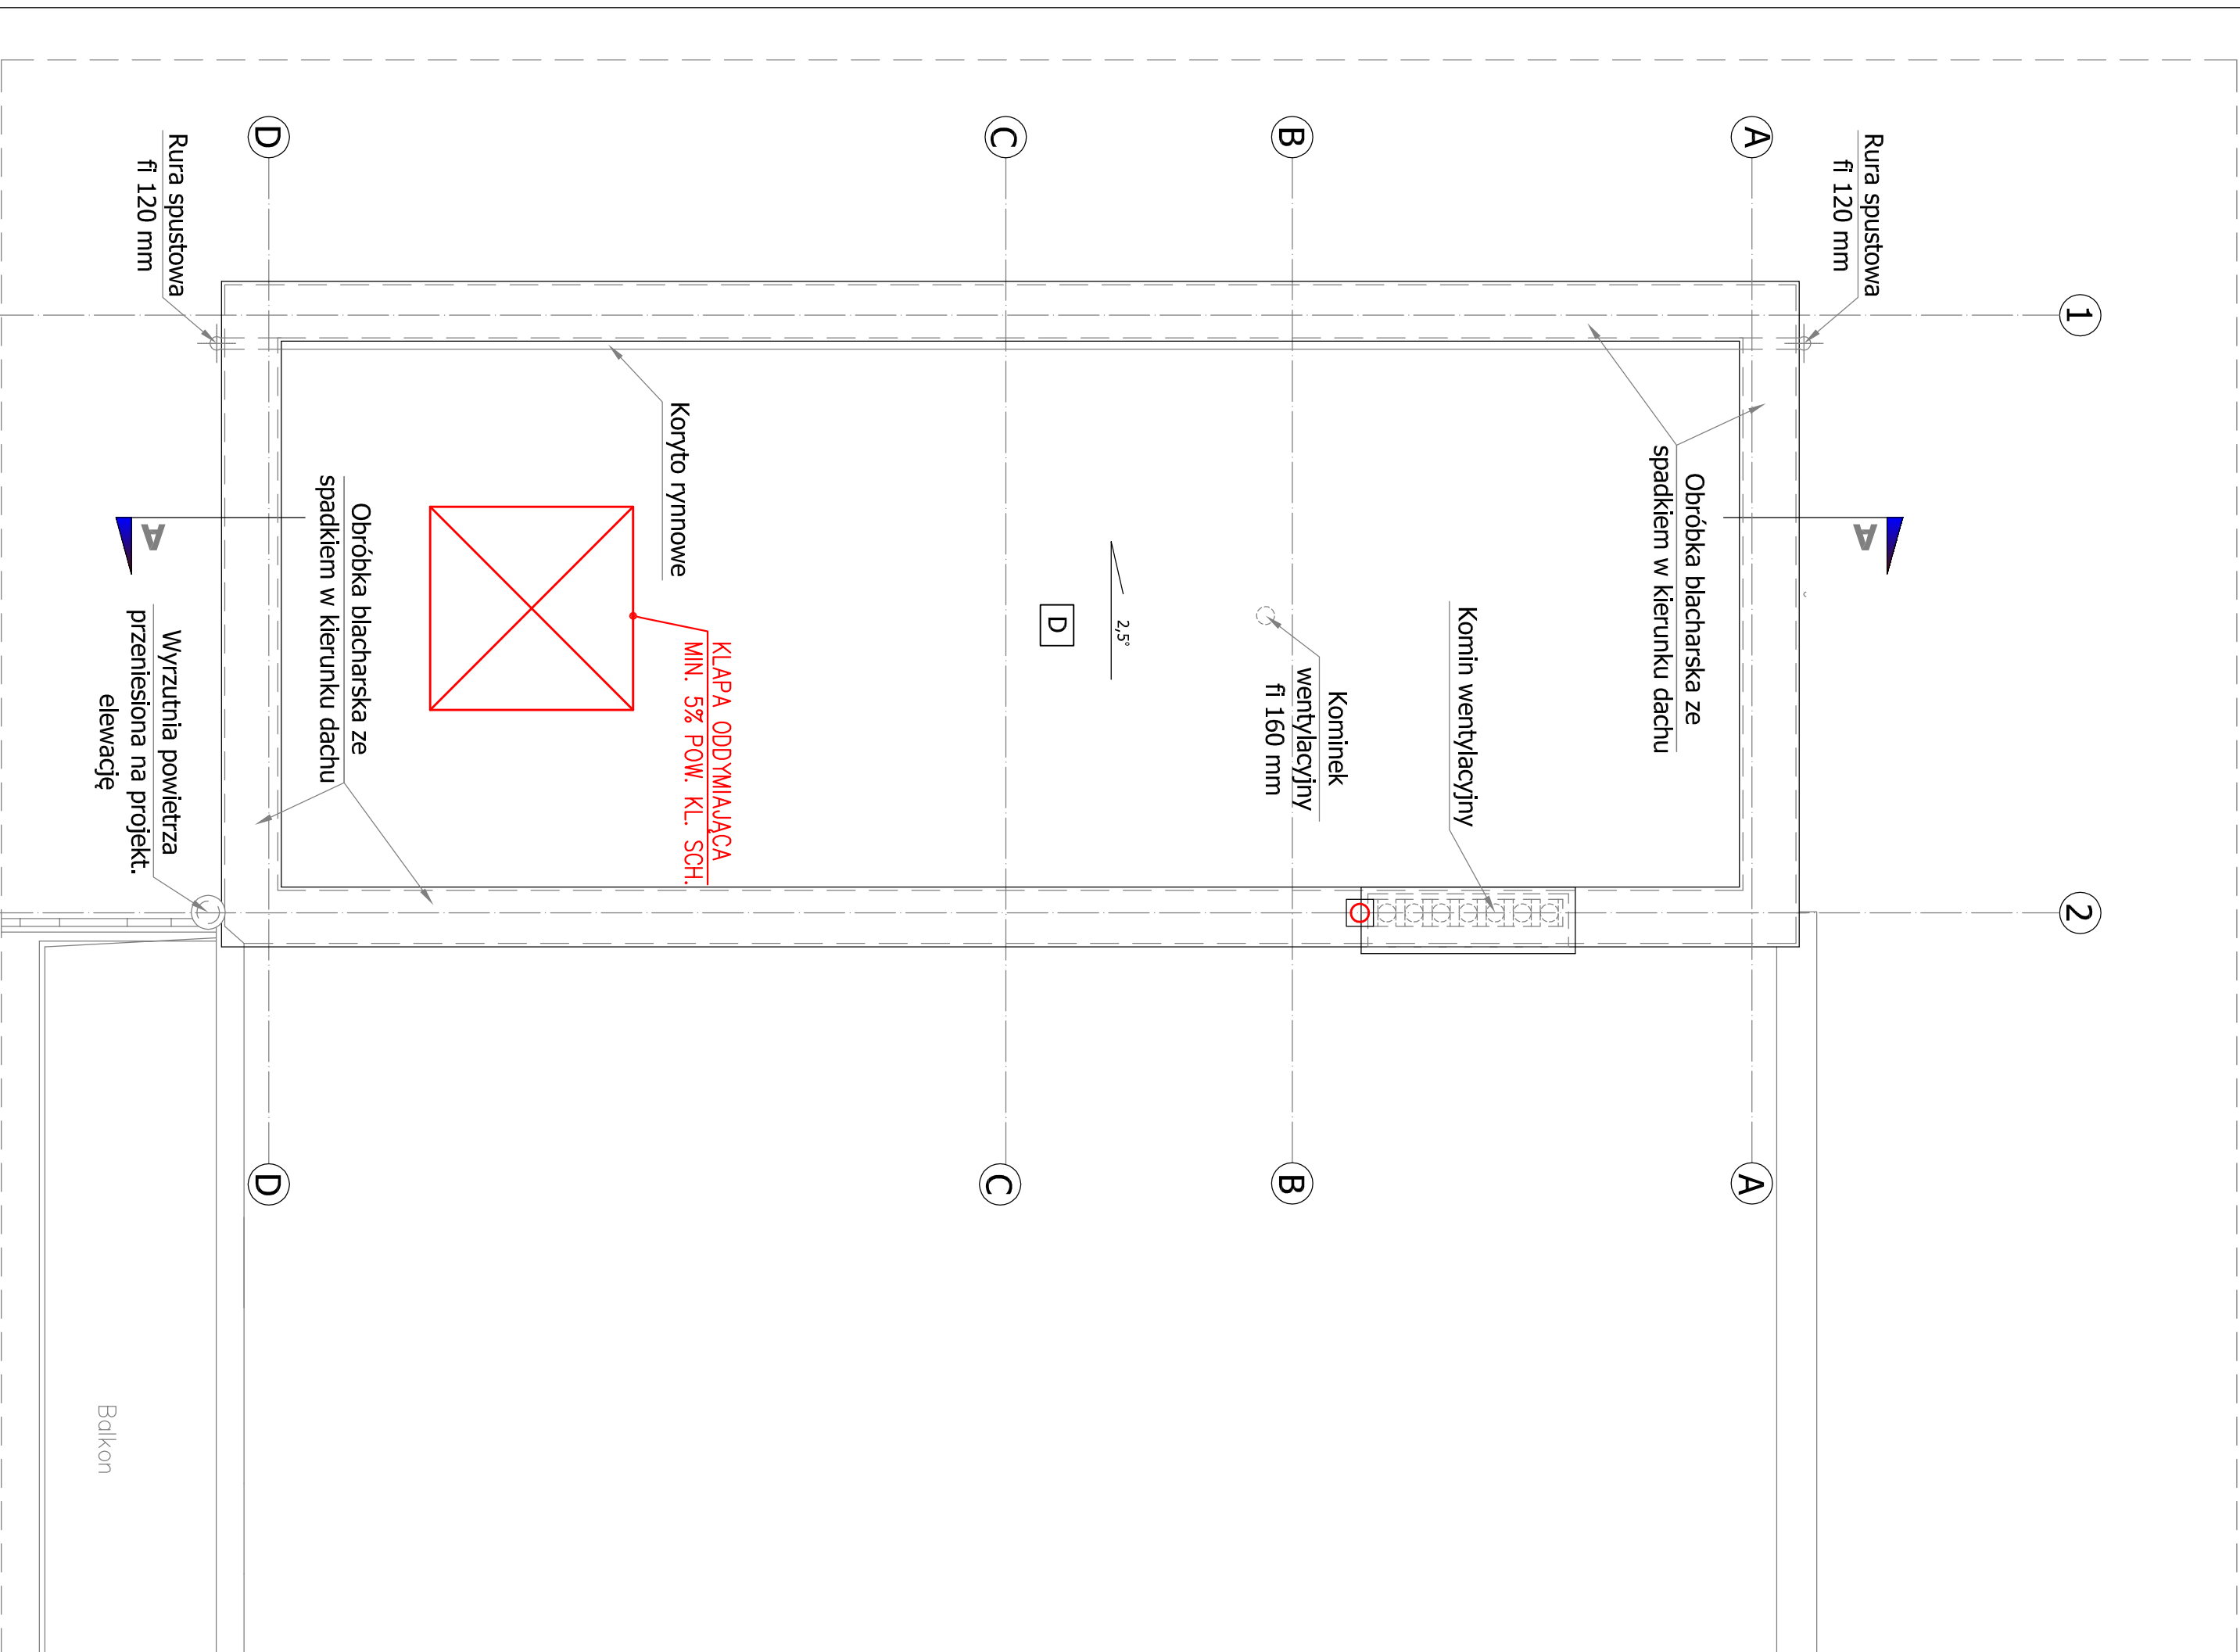 1
2
A
A
B
B
C
C
D
D
Rura spustowa
fi 120 mm
Obróbka blacharska ze
spadkiem w kierunku dachu
A
Komin wentylacyjny
Kominek
wentylacyjny
fi 160 mm
2,5°
D
KLAPA ODDYMIAJĄCA
MIN. 5% POW. KL. SCH.
Koryto rynnowe
Obróbka blacharska ze
spadkiem w kierunku dachu
Rura spustowa
fi 120 mm
A
Wyrzutnia powietrza
przeniesiona na projekt.
elewację
Balkon